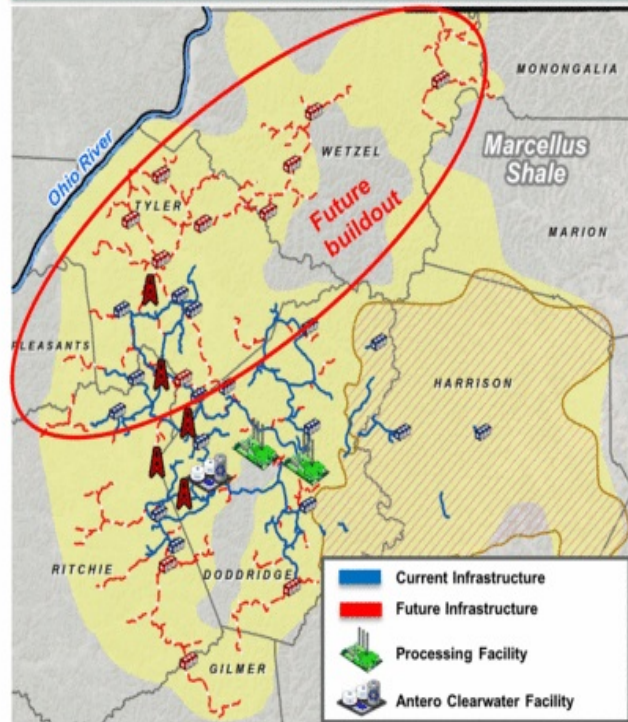 MONONGALIA
Ohio River
WETZEL
Marcellus
Shale
TYLER
Future
buildout
MARION
PLEASANTS
HARRISON
RITCHIE
DODDRIDGE
GILMER
Current Infrastructure
Future Infrastructure
Processing Facility
Antero Clearwater Facility